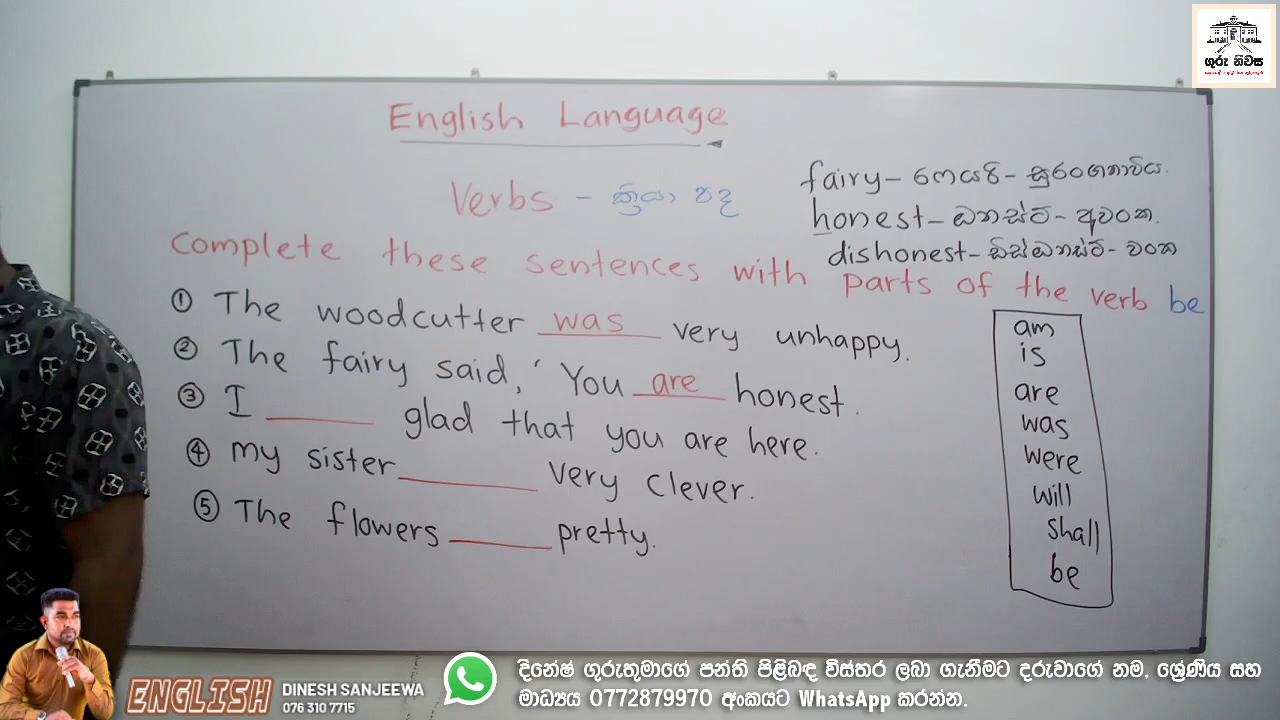 ගුරු නිවස
English Language
Verbs - ක්‍රියා පද
fairy - ෆෙයරි - සුරංගනාවිය.
honest - ඔනස්ට් - අවංක.
dishonest - ඩිස්ඔනස්ට් - වංක
Complete these sentences with parts of the verb be
① The woodcutter was very unhappy.
② The fairy said, ‘ You are honest.
③ I ________ glad that you are here.
④ My sister ________ very clever.
⑤ The flowers ________ pretty.
am
is
are
was
were
will
shall
be
ENGLISH
DINESH SANJEEWA
076 310 7715
දිනේෂ් ගුරුතුමාගේ පන්ති පිළිබඳ විස්තර ලබා ගැනීමට දරුවාගේ නම, ශ්‍රේණිය සහ
මාධ්‍යය 0772879970 අංකයට WhatsApp කරන්න.